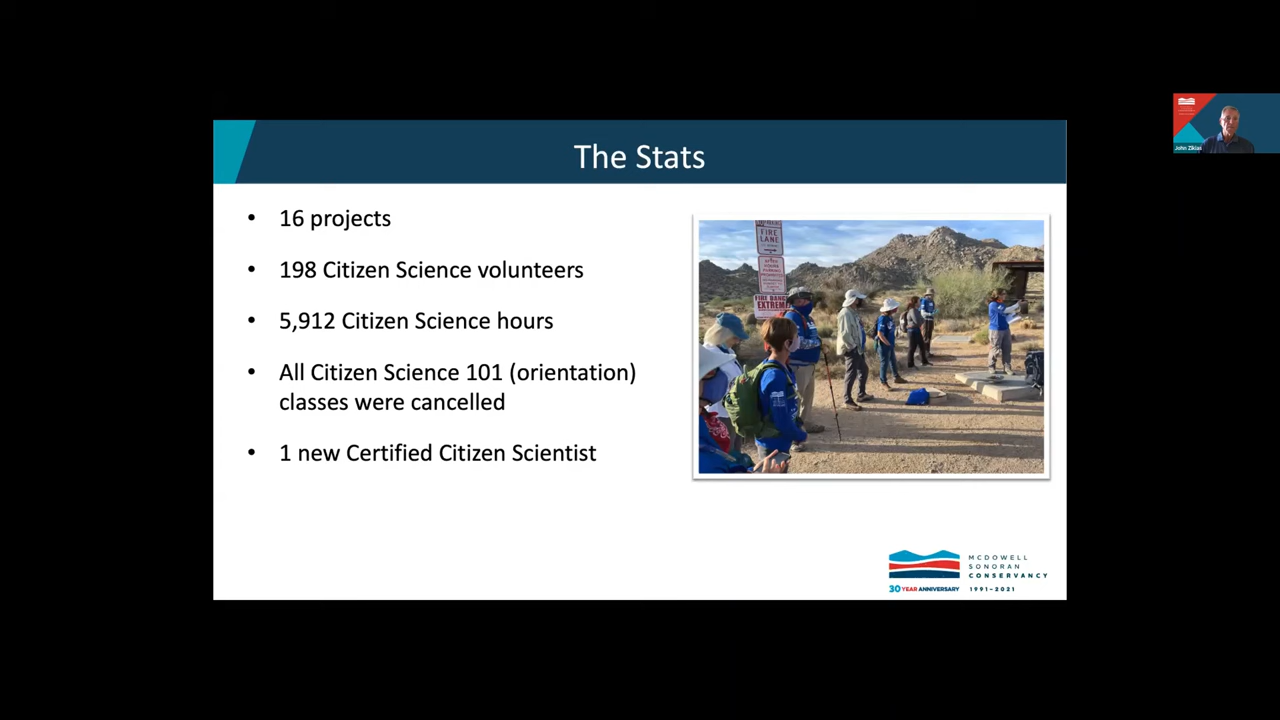 The Stats
• 16 projects
• 198 Citizen Science volunteers
• 5,912 Citizen Science hours
• All Citizen Science 101 (orientation)
classes were cancelled
• 1 new Certified Citizen Scientist
FIRE
LANE
FIRE DANGER
EXTREME
MCDOWELL
SONORAN
CONSERVANCY
30 YEAR ANNIVERSARY 1991-2021